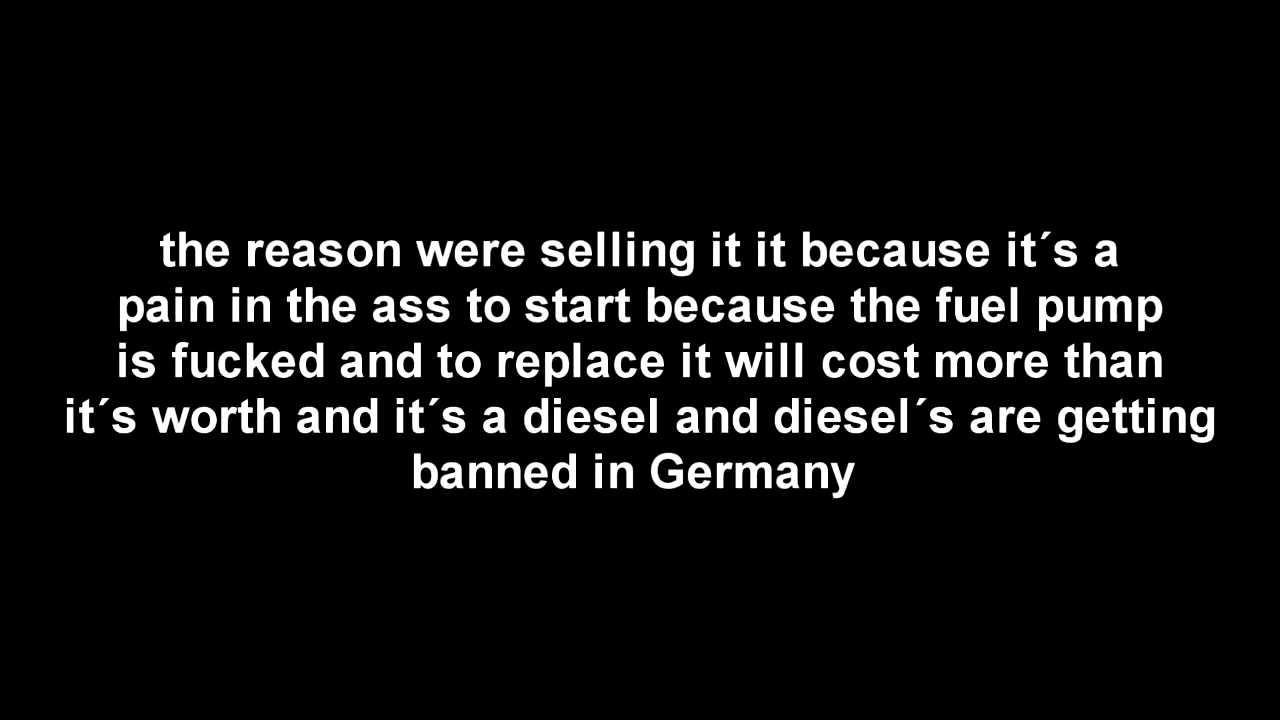 the reason were selling it it because it´s a
pain in the ass to start because the fuel pump
is fucked and to replace it will cost more than
it´s worth and it´s a diesel and diesel´s are getting
banned in Germany